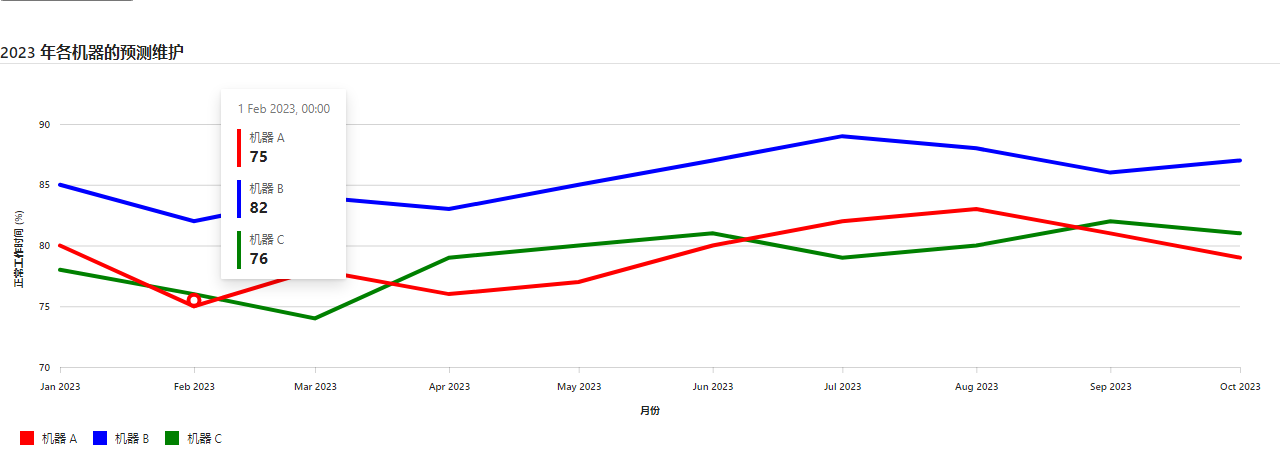 2023 年各机器的预测维护
1 Feb 2023, 00:00
机器 A
75
机器 B
82
机器 C
76
90
85
80
75
70
正常工作时间 (%)
Jan 2023
Feb 2023
Mar 2023
Apr 2023
May 2023
Jun 2023
Jul 2023
Aug 2023
Sep 2023
Oct 2023
月份
机器 A
机器 B
机器 C